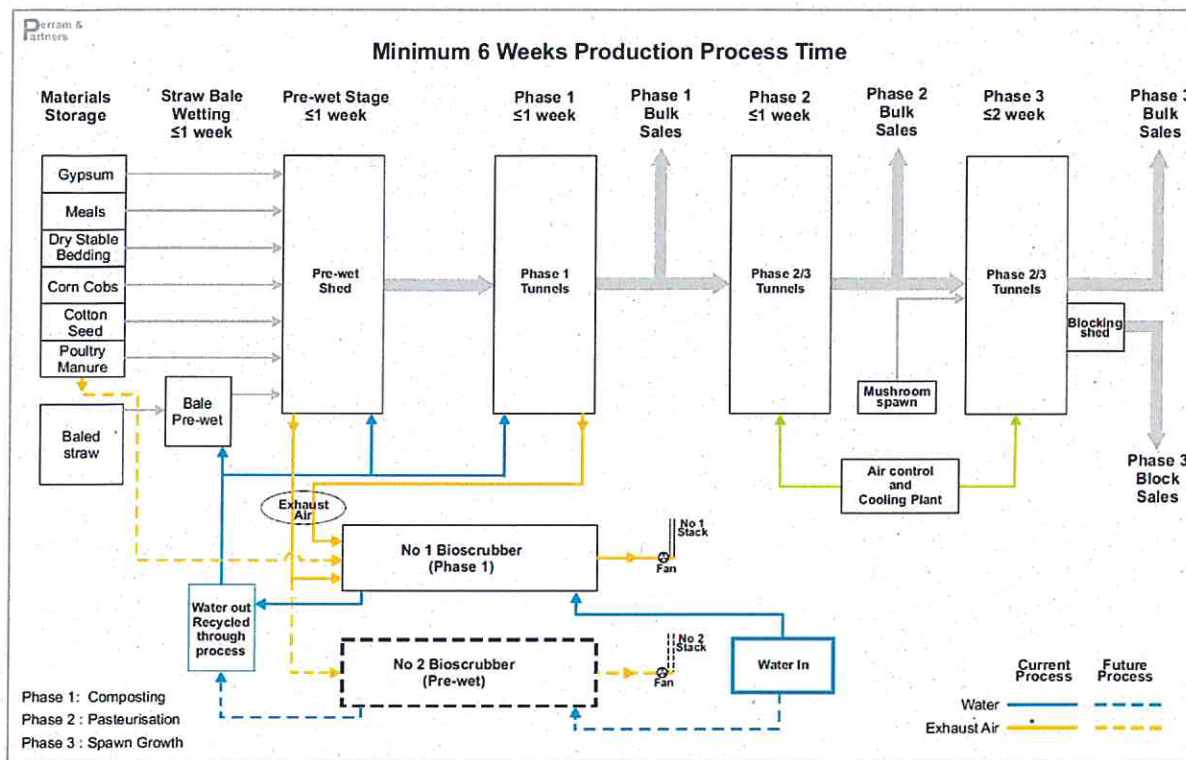 Perram &
Partners
Minimum 6 Weeks Production Process Time
Materials
Storage
Straw Bale
Wetting
≤1 week
Pre-wet Stage
≤1 week
Phase 1
≤1 week
Phase 1
Bulk
Sales
Phase 2
≤1 week
Phase 2
Bulk
Sales
Phase 3
≤2 week
Phase 3
Bulk
Sales
Gypsum
Meals
Dry Stable
Bedding
Corn Cobs
Cotton
Seed
Poultry
Manure
Baled
straw
Bale
Pre-wet
Pre-wet
Shed
Phase 1
Tunnels
Phase 2/3
Tunnels
Mushroom
spawn
Phase 2/3
Tunnels
Blocking
shed
Phase 3
Block
Sales
Air control
and
Cooling Plant
Exhaust
Air
No 1 Bioscrubber
(Phase 1)
No 1
Stack
Fan
Water out
Recycled
through
process
No 2 Bioscrubber
(Pre-wet)
No 2
Stack
Fan
Water In
Phase 1: Composting
Phase 2 : Pasteurisation
Phase 3 : Spawn Growth
Current
Process
Future
Process
Water
Exhaust Air